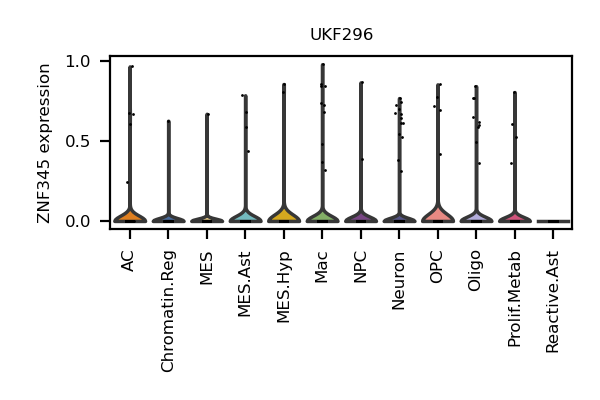 UKF296
ZNF345 expression
1.0
0.5
0.0
AC
Chromatin.Reg
MES
MES.Ast
MES.Hyp
Mac
NPC
Neuron
OPC
Oligo
Prolif.Metab
Reactive.Ast